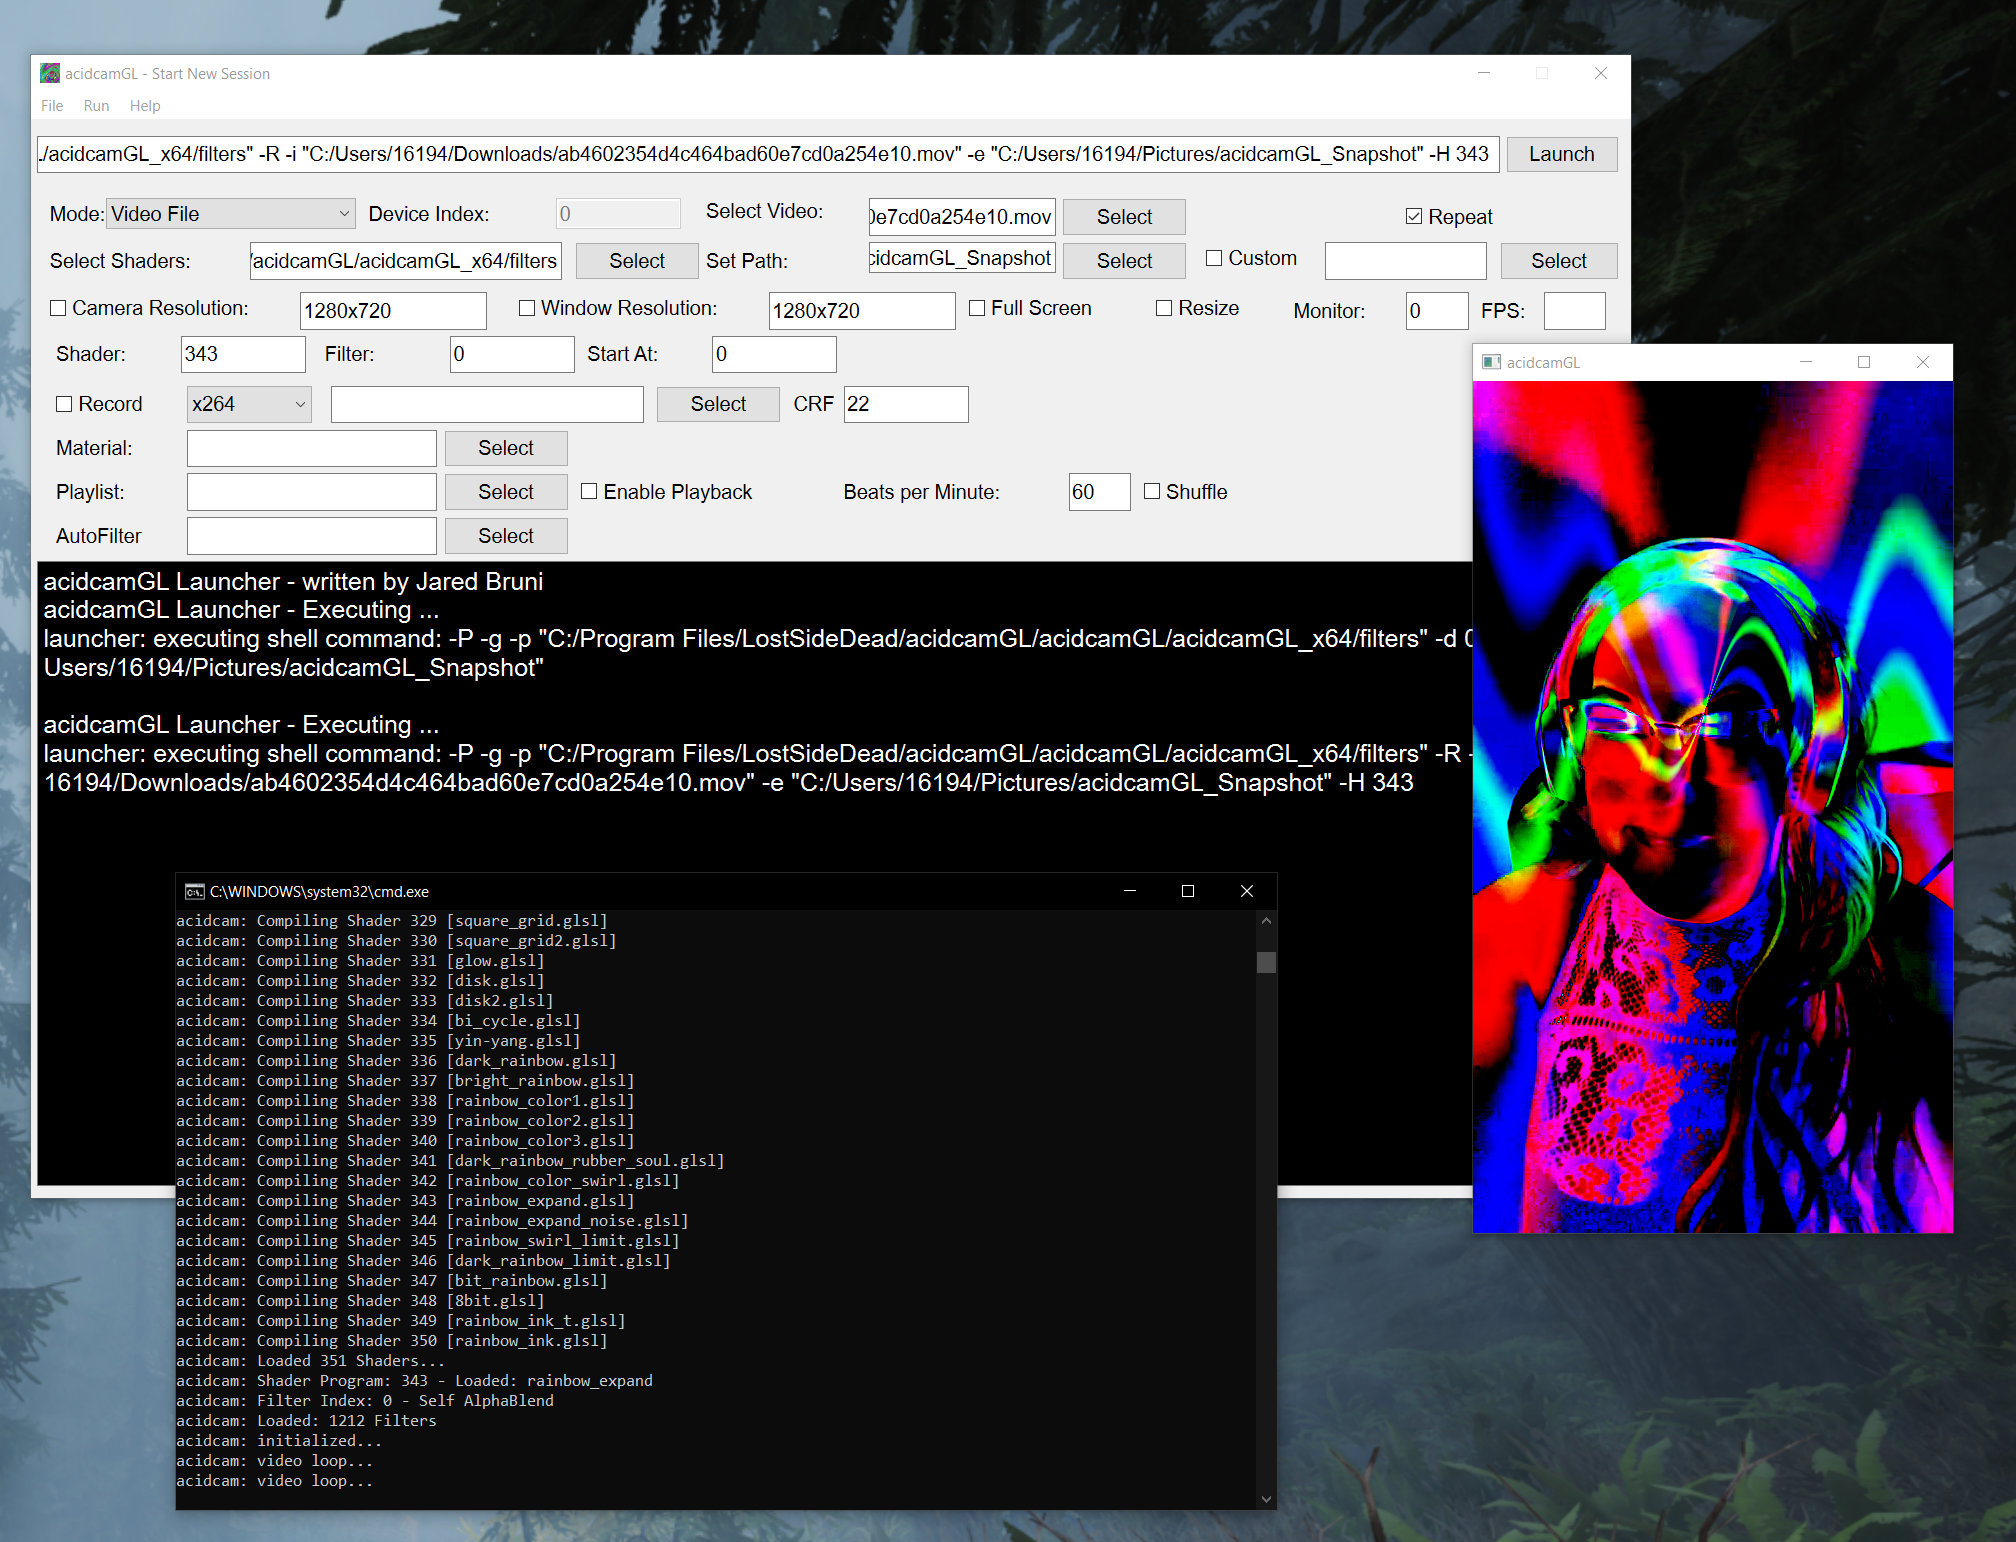 acidcamGL - Start New Session
File Run Help
./acidcamGL_x64/filters" -R -i "C:/Users/16194/Downloads/ab4602354d4c464bad60e7cd0a254e10.mov" -e "C:/Users/16194/Pictures/acidcamGL_Snapshot" -H 343 Launch
Mode: Video File Device Index: 0 Select Video: 0e7cd0a254e10.mov Select Repeat
Select Shaders: /acidcamGL/acidcamGL_x64/filters Select Set Path: cidcamGL_Snapshot Select Custom Select
Camera Resolution: 1280x720 Window Resolution: 1280x720 Full Screen Resize Monitor: 0 FPS:
Shader: 343 Filter: 0 Start At: 0
Record x264 Select CRF 22
Material: Select
Playlist: Select Enable Playback Beats per Minute: 60 Shuffle
AutoFilter Select
acidcamGL Launcher - written by Jared Bruni
acidcamGL Launcher - Executing ...
launcher: executing shell command: -P -g -p "C:/Program Files/LostSideDead/acidcamGL/acidcamGL/acidcamGL_x64/filters" -d 0
Users/16194/Pictures/acidcamGL_Snapshot"
acidcamGL Launcher - Executing ...
launcher: executing shell command: -P -g -p "C:/Program Files/LostSideDead/acidcamGL/acidcamGL/acidcamGL_x64/filters" -R -
16194/Downloads/ab4602354d4c464bad60e7cd0a254e10.mov" -e "C:/Users/16194/Pictures/acidcamGL_Snapshot" -H 343
acidcamGL
C:\WINDOWS\system32\cmd.exe
acidcam: Compiling Shader 329 [square_grid.glsl]
acidcam: Compiling Shader 330 [square_grid2.glsl]
acidcam: Compiling Shader 331 [glow.glsl]
acidcam: Compiling Shader 332 [disk.glsl]
acidcam: Compiling Shader 333 [disk2.glsl]
acidcam: Compiling Shader 334 [bi_cycle.glsl]
acidcam: Compiling Shader 335 [yin-yang.glsl]
acidcam: Compiling Shader 336 [dark_rainbow.glsl]
acidcam: Compiling Shader 337 [bright_rainbow.glsl]
acidcam: Compiling Shader 338 [rainbow_color1.glsl]
acidcam: Compiling Shader 339 [rainbow_color2.glsl]
acidcam: Compiling Shader 340 [rainbow_color3.glsl]
acidcam: Compiling Shader 341 [dark_rainbow_rubber_soul.glsl]
acidcam: Compiling Shader 342 [rainbow_color_swirl.glsl]
acidcam: Compiling Shader 343 [rainbow_expand.glsl]
acidcam: Compiling Shader 344 [rainbow_expand_noise.glsl]
acidcam: Compiling Shader 345 [rainbow_swirl_limit.glsl]
acidcam: Compiling Shader 346 [dark_rainbow_limit.glsl]
acidcam: Compiling Shader 347 [bit_rainbow.glsl]
acidcam: Compiling Shader 348 [8bit.glsl]
acidcam: Compiling Shader 349 [rainbow_ink_t.glsl]
acidcam: Compiling Shader 350 [rainbow_ink.glsl]
acidcam: Loaded 351 Shaders...
acidcam: Shader Program: 343 - Loaded: rainbow_expand
acidcam: Filter Index: 0 - Self AlphaBlend
acidcam: Loaded: 1212 Filters
acidcam: initialized...
acidcam: video loop...
acidcam: video loop...